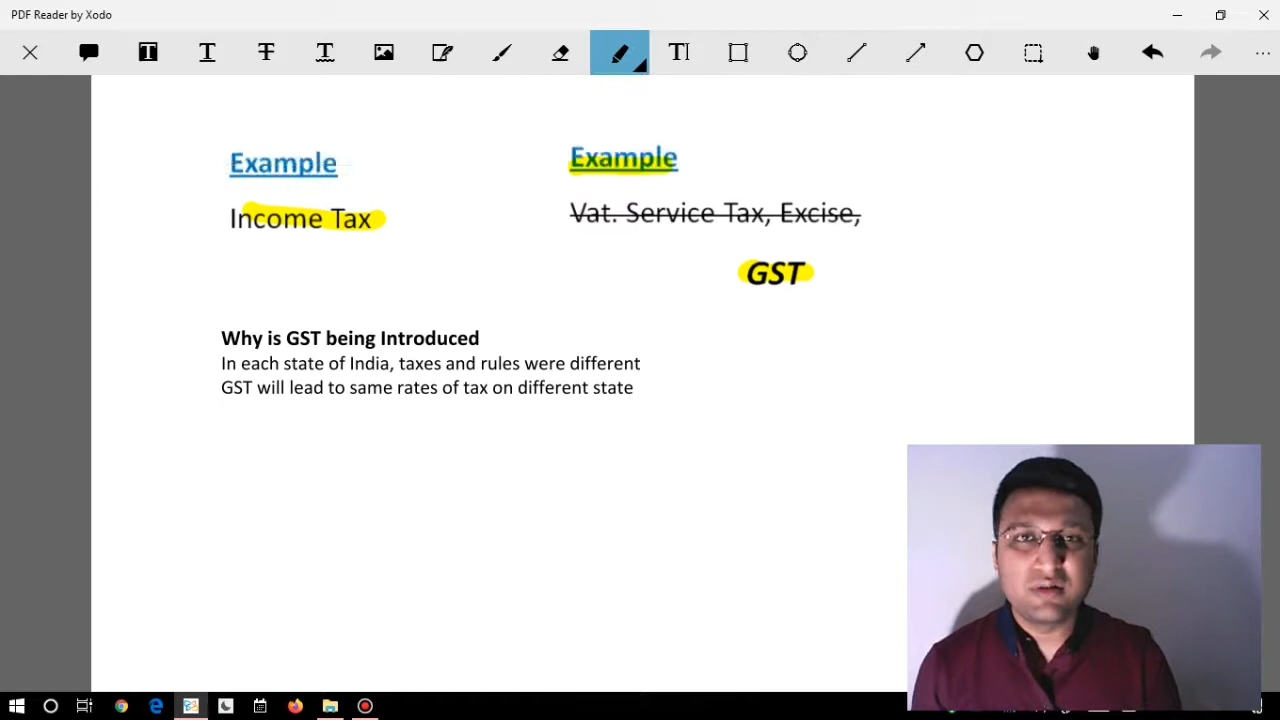 PDF Reader by Xodo
Example
Example
Income Tax
Vat. Service Tax, Excise,
GST
Why is GST being Introduced
In each state of India, taxes and rules were different
GST will lead to same rates of tax on different state